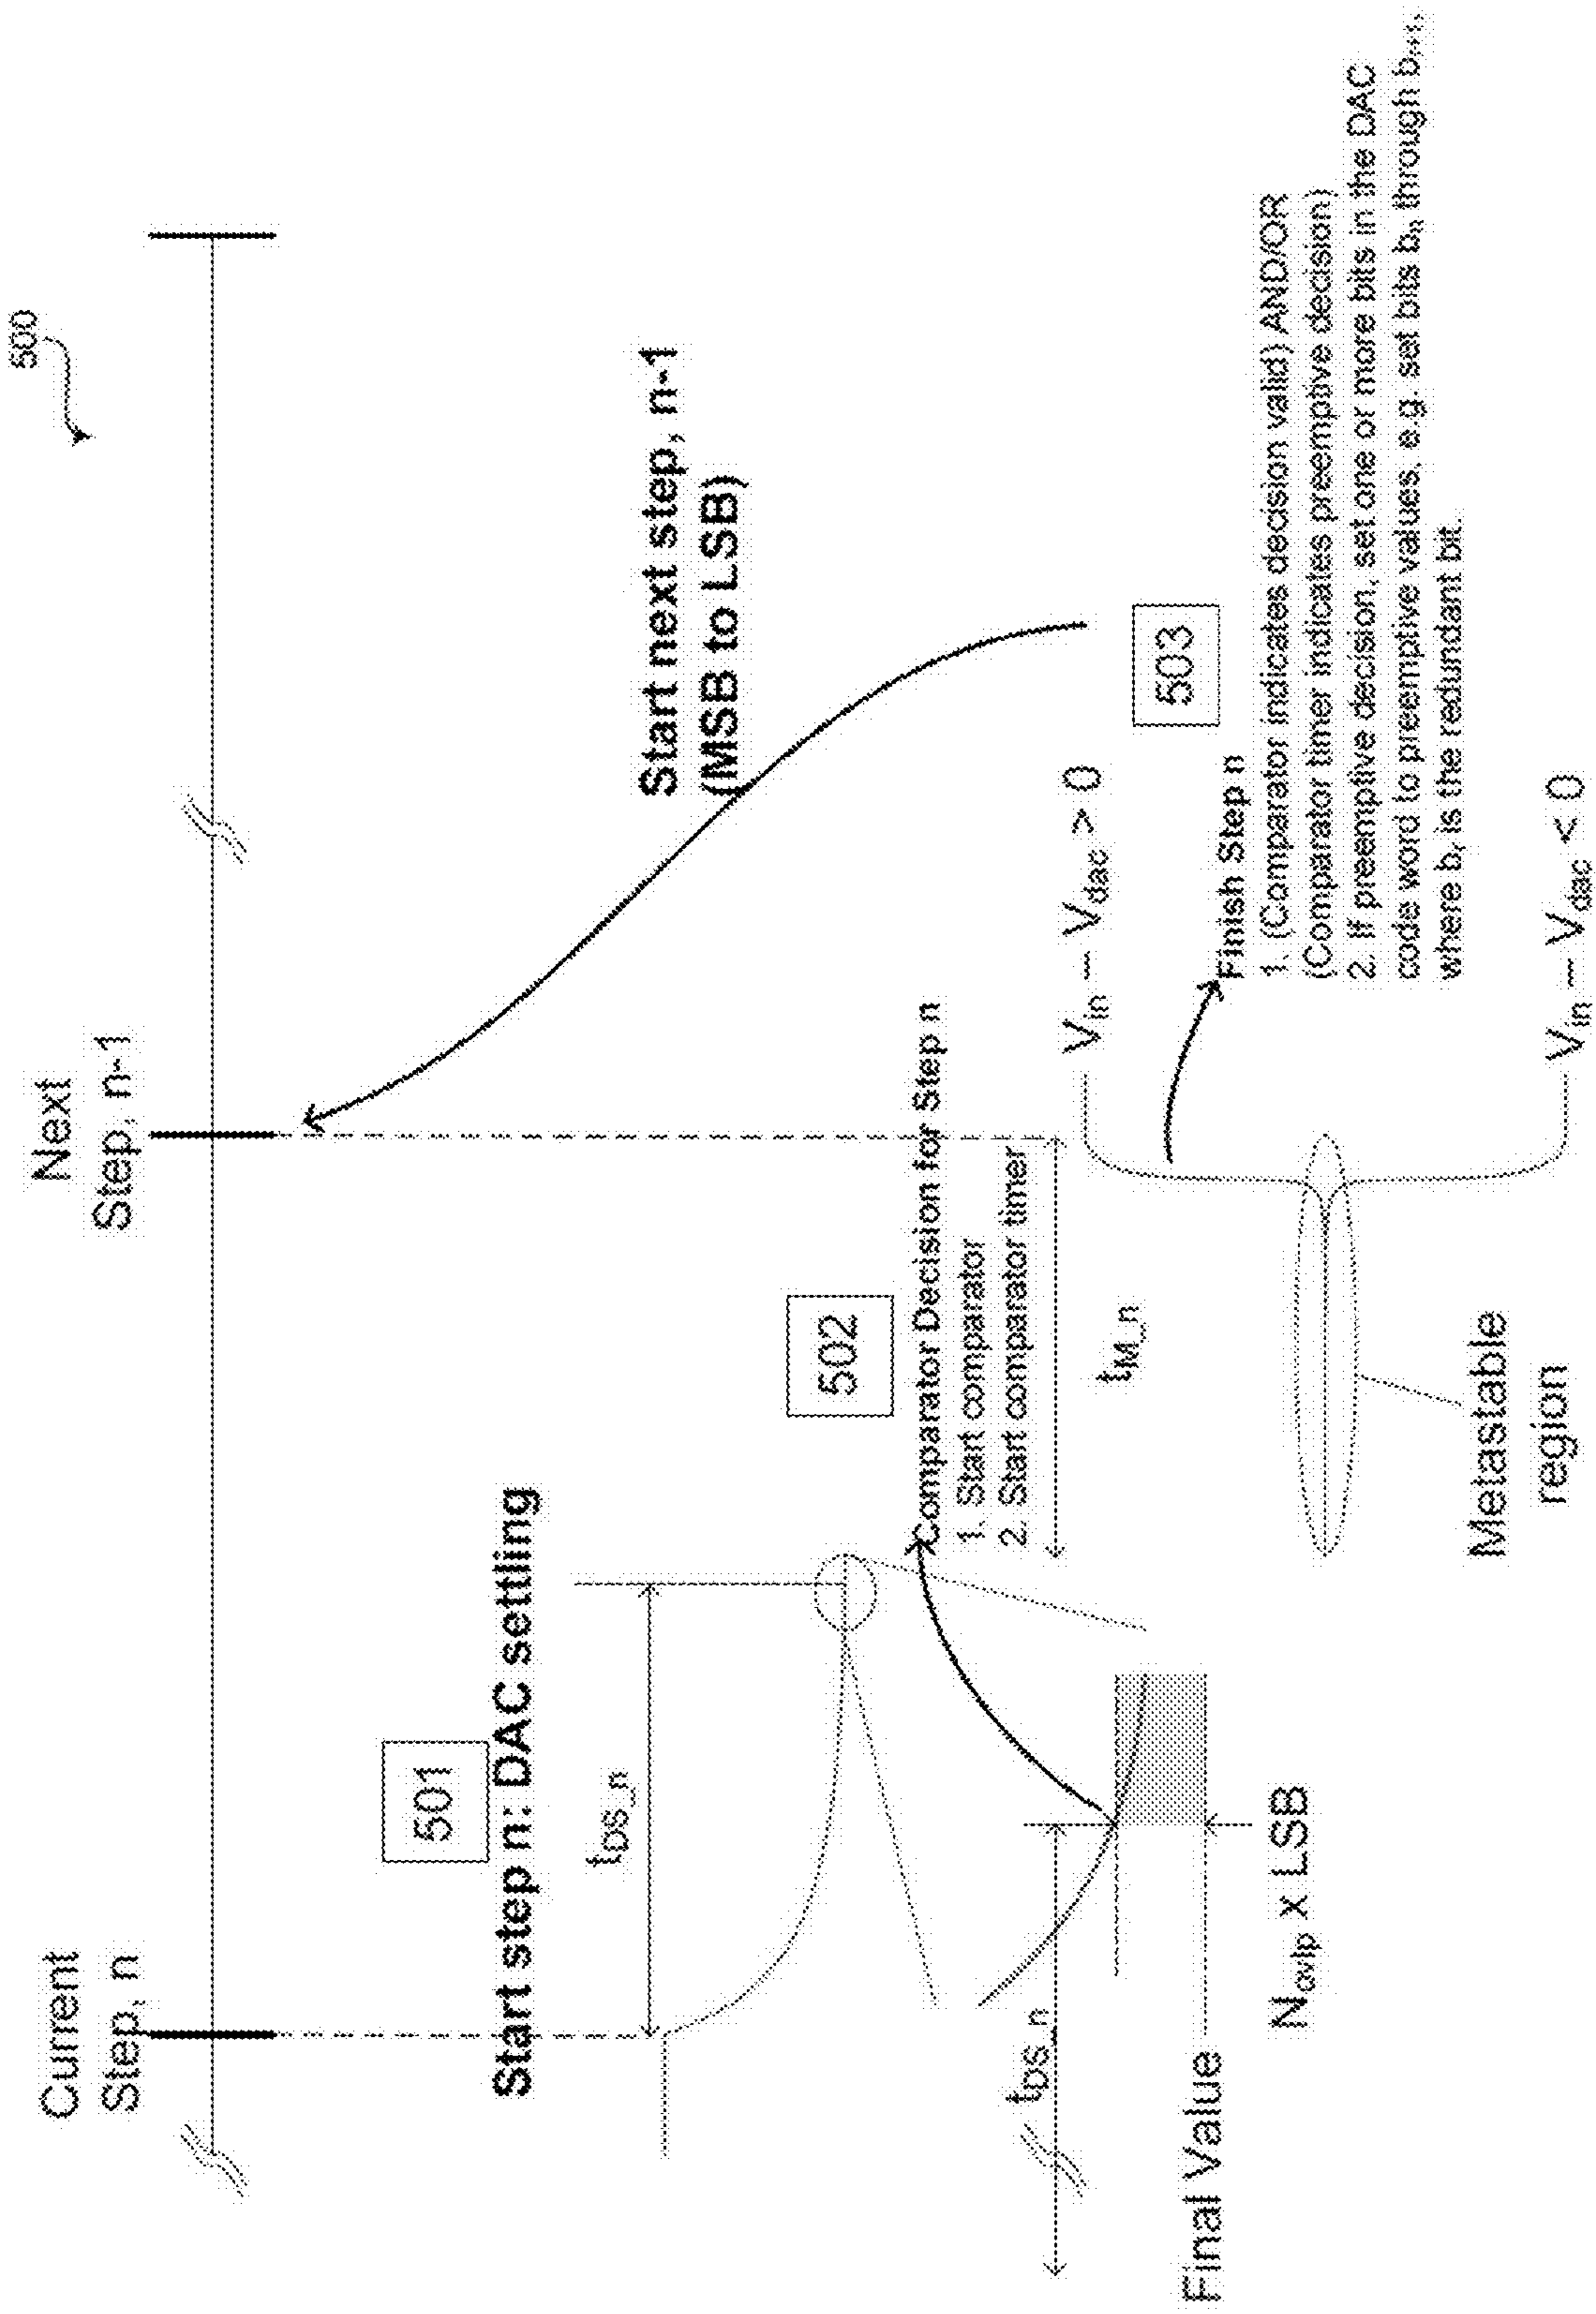 500
Current
Step, n
Next
Step, n-1
501
Start step n: DAC settling
t_DS_n
Start next step, n-1
(MSB to LSB)
502
Comparator Decision for Step n
1. Start comparator
2. Start comparator timer
t_DS_n
t_M_n
Final Value
N_ovlp x LSB
Metastable
region
V_in – V_dac > 0
V_in – V_dac < 0
503
Finish Step n
1. (Comparator indicates decision valid) AND/OR
(Comparator timer indicates preemptive decision)
2. If preemptive decision, set one or more bits in the DAC
code word to preemptive values, e.g. set bits b_n through
where b_r is the redundant bit.